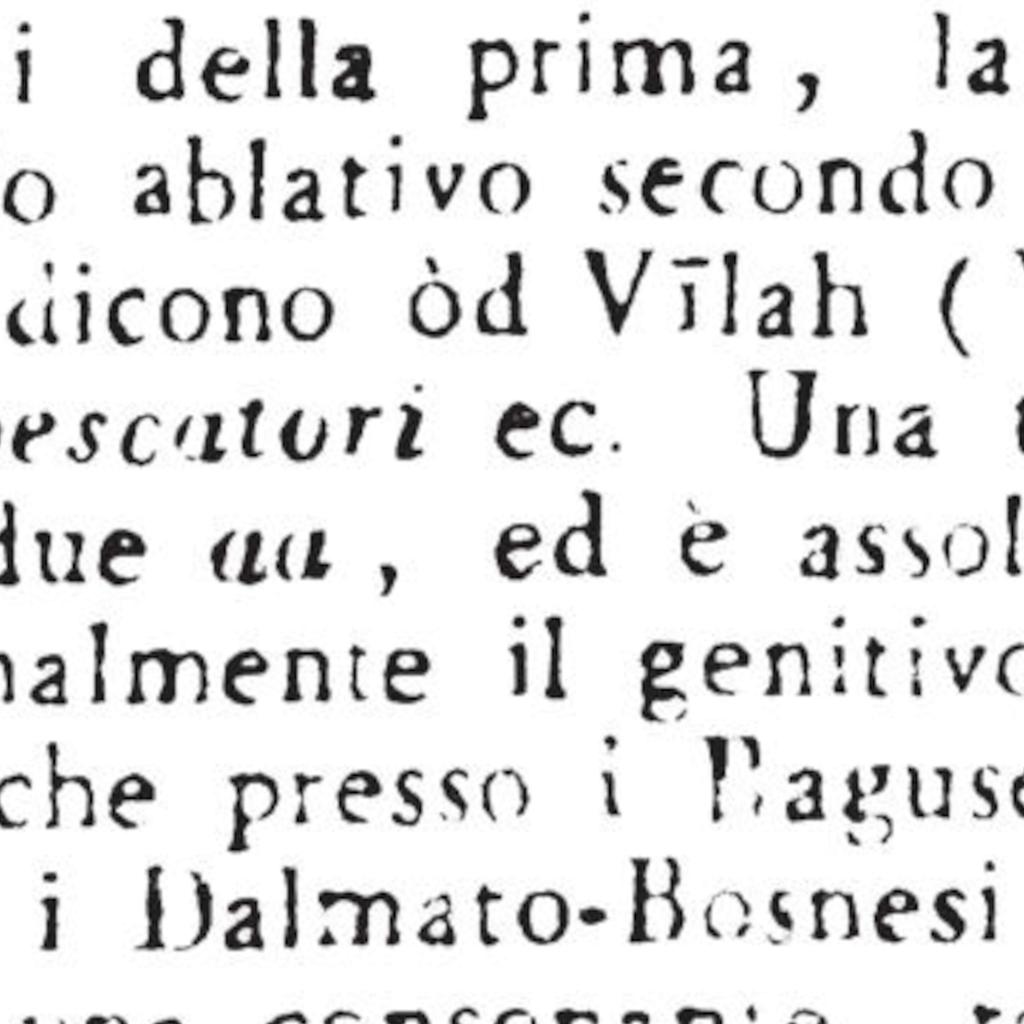 i della prima, la
o ablativo secondo
dicono òd Vīlah (
pescatori ec. Una
due aa, ed è assol
nalmente il genitivo
che presso i Raguse
i Dalmato-Bosnesi